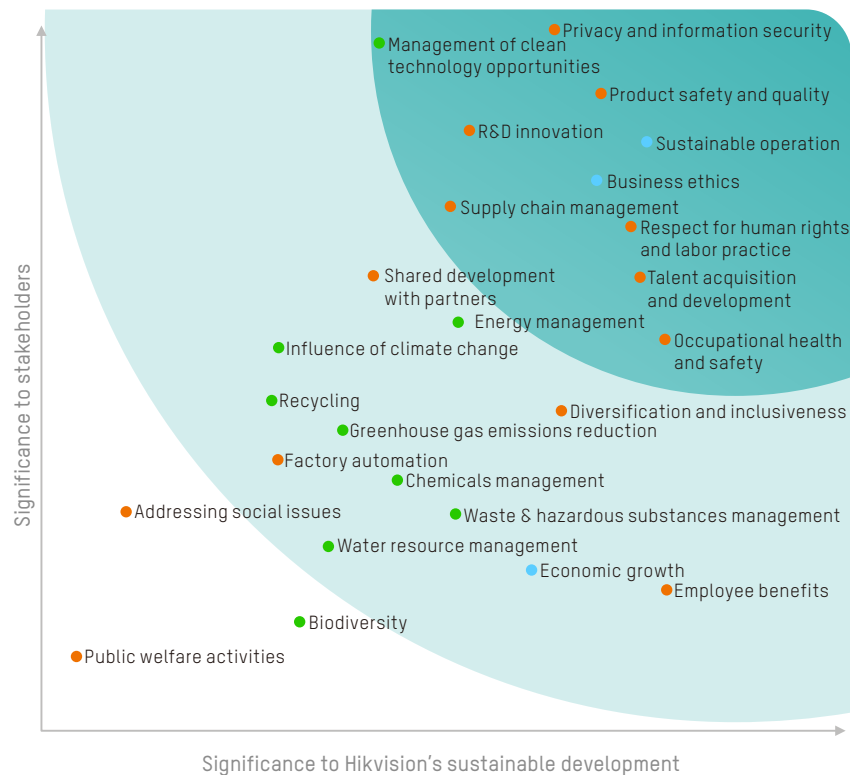 Privacy and information security
Management of clean
technology opportunities
Product safety and quality
R&D innovation
Sustainable operation
Business ethics
Supply chain management
Respect for human rights
and labor practice
Shared development
with partners
Talent acquisition
and development
Energy management
Occupational health
and safety
Influence of climate change
Recycling
Diversification and inclusiveness
Greenhouse gas emissions reduction
Factory automation
Chemicals management
Addressing social issues
Waste & hazardous substances management
Water resource management
Economic growth
Employee benefits
Biodiversity
Public welfare activities
Significance to stakeholders
Significance to Hikvision's sustainable development